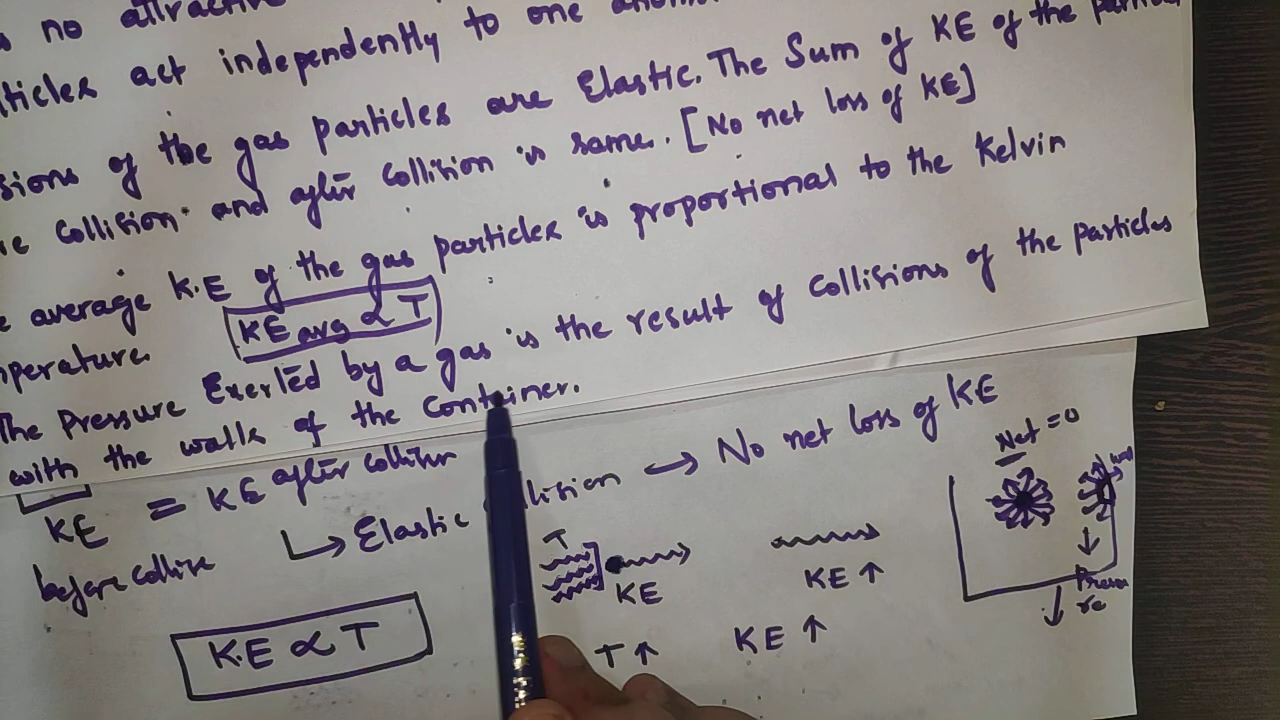 no attractive
ticles act independently to one
sions of the gas particles are Elastic. The Sum of KE of the
re Collision and after Collision is same. [No net loss of KE]
e average K.E of the gas particles is proportional to the Kelvin
perature. KE avg ∝ T
The Pressure Exerted by a gas is the result of Collisions of the particles
with the walls of the Container.
KE = KE after collision
before collision
↳ Elastic → No net loss of KE
T
KE
KE ↑
T ↑ KE ↑
K.E ∝ T
Net = 0